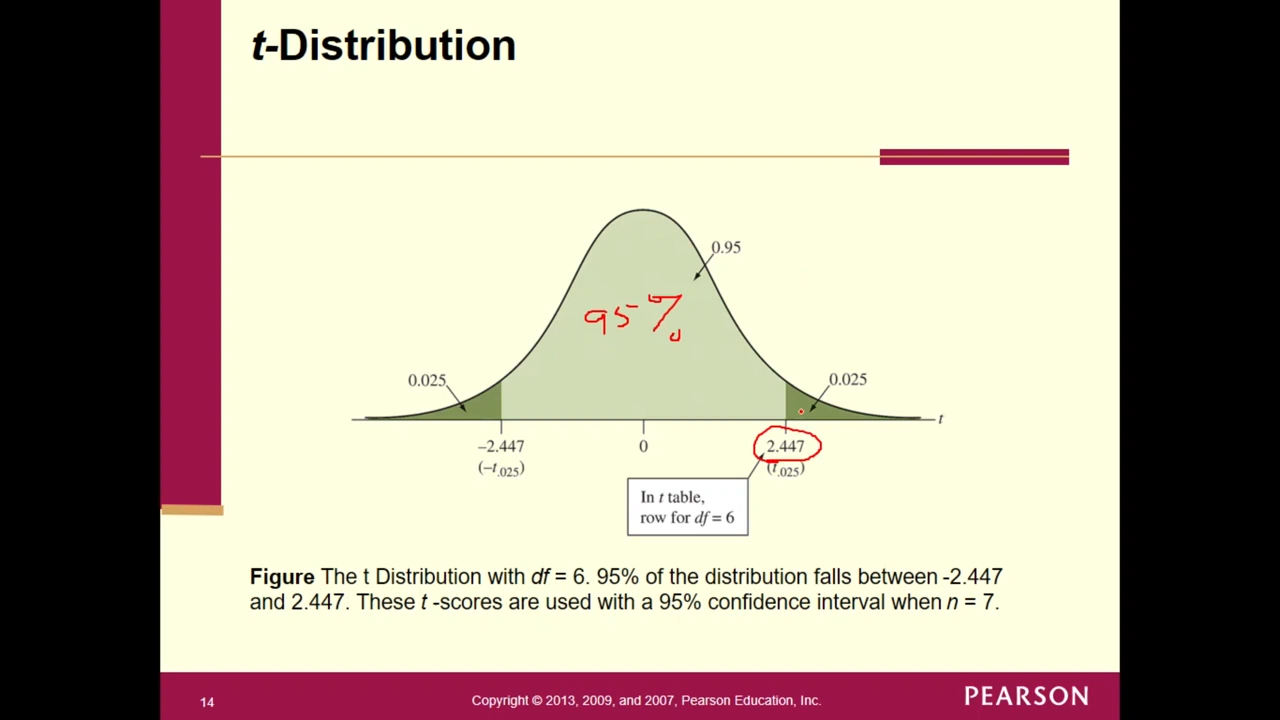 t-Distribution
0.95
95%
0.025
0.025
t
–2.447
0
2.447
(–t.025)
(t.025)
In t table,
row for df = 6
Figure The t Distribution with df = 6. 95% of the distribution falls between -2.447
and 2.447. These t -scores are used with a 95% confidence interval when n = 7.
14
Copyright © 2013, 2009, and 2007, Pearson Education, Inc.
PEARSON